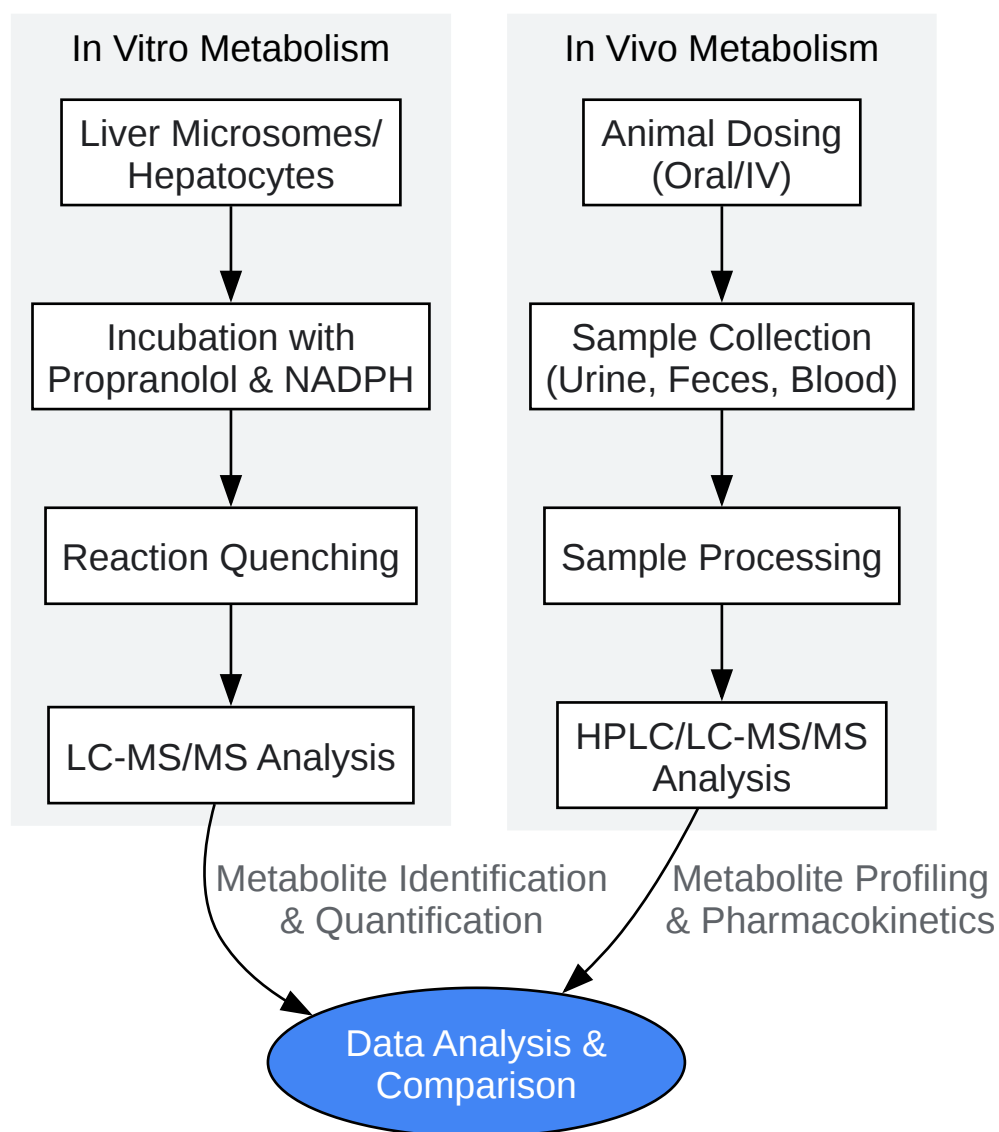 In Vitro Metabolism
Liver Microsomes/
Hepatocytes
Incubation with
Propranolol & NADPH
Reaction Quenching
LC-MS/MS Analysis
Metabolite Identification
& Quantification
In Vivo Metabolism
Animal Dosing
(Oral/IV)
Sample Collection
(Urine, Feces, Blood)
Sample Processing
HPLC/LC-MS/MS
Analysis
Metabolite Profiling
& Pharmacokinetics
Data Analysis &
Comparison